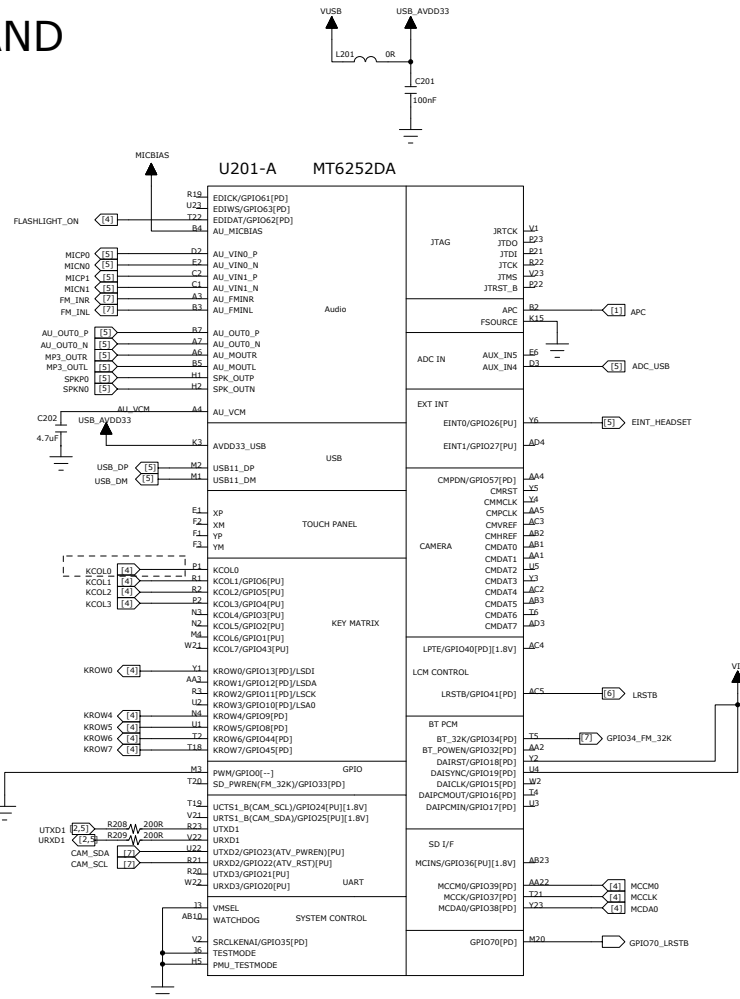 AND
VUSB
USB_AVDD33
L201 0R
C201
100nF
MICBIAS
U201-A MT6252DA
FLASHLIGHT_ON [4]
MICP0 [5]
MICN0 [5]
MICP1 [5]
MICN1 [5]
FM_INR [7]
FM_INL [7]
AU_OUT0_P [5]
AU_OUT0_N [5]
MP3_OUTR [5]
MP3_OUTL [5]
SPKP0 [5]
SPKN0 [5]
AU_VCM
C202
4.7uF
USB_AVDD33
USB_DP [5]
USB_DM [5]
KCOL0 [4]
KCOL1 [4]
KCOL2 [4]
KCOL3 [4]
KROW0 [4]
KROW4 [4]
KROW5 [4]
KROW6 [4]
KROW7 [4]
UTXD1 [2,5] R208 200R
URXD1 R209 200R
CAM_SDA [7]
CAM_SCL [7]
R19 EDICK/GPIO61[PD]
U23 EDIWS/GPIO63[PD]
T22 EDIDAT/GPIO62[PD]
B4 AU_MICBIAS
D2 AU_VIN0_P
E2 AU_VIN0_N
C2 AU_VIN1_P
C1 AU_VIN1_N
A3 AU_FMINR
B3 AU_FMINL
Audio
B7 AU_OUT0_P
A7 AU_OUT0_N
A6 AU_MOUTR
B5 AU_MOUTL
H1 SPK_OUTP
H2 SPK_OUTN
A4 AU_VCM
K3 AVDD33_USB
USB
M2 USB11_DP
M1 USB11_DM
E1 XP
F2 XM
TOUCH PANEL
F1 YP
F3 YM
P1 KCOL0
R1 KCOL1/GPIO6[PU]
R2 KCOL2/GPIO5[PU]
P2 KCOL3/GPIO4[PU]
N3 KCOL4/GPIO3[PU]
N2 KCOL5/GPIO2[PU]
KEY MATRIX
M4 KCOL6/GPIO1[PU]
W21 KCOL7/GPIO43[PU]
Y1 KROW0/GPIO13[PD]/LSDI
AA3 KROW1/GPIO12[PD]/LSDA
R3 KROW2/GPIO11[PD]/LSCK
U2 KROW3/GPIO10[PD]/LSA0
N4 KROW4/GPIO9[PD]
U1 KROW5/GPIO8[PD]
T2 KROW6/GPIO44[PD]
T18 KROW7/GPIO45[PD]
M3 PWM/GPIO0[--] GPIO
T20 SD_PWREN(FM_32K)/GPIO33[PD]
T19 UCTS1_B(CAM_SCL)/GPIO24[PU][1.8V]
V21 URTS1_B(CAM_SDA)/GPIO25[PU][1.8V]
R23 UTXD1
V22 URXD1
U22 UTXD2/GPIO23(ATV_PWREN)[PU]
R21 URXD2/GPIO22(ATV_RST)[PU]
R20 UTXD3/GPIO21[PU]
W22 URXD3/GPIO20[PU] UART
J3 VMSEL
AB10 WATCHDOG
SYSTEM CONTROL
V2 SRCLKENAI/GPIO35[PD]
J6 TESTMODE
H5 PMU_TESTMODE
JTAG
JRTCK V1
JTDO P23
JTDI P21
JTCK R22
JTMS V23
JTRST_B P22
APC B2 [1] APC
FSOURCE K15
ADC IN
AUX_IN5 E6
AUX_IN4 D3 [5] ADC_USB
EXT INT
EINT0/GPIO26[PU] Y6 [5] EINT_HEADSET
EINT1/GPIO27[PU] AD4
CMPDN/GPIO57[PD] AA4
CMRST Y5
CMMCLK Y4
CMPCLK AA5
CMVREF AC3
CMHREF AB2
CAMERA
CMDAT0 AB1
CMDAT1 AA1
CMDAT2 U5
CMDAT3 Y3
CMDAT4 AC2
CMDAT5 AB3
CMDAT6 T6
CMDAT7 AD3
LPTE/GPIO40[PD][1.8V] AC4
LCM CONTROL
LRSTB/GPIO41[PD] AC5 [6] LRSTB
BT PCM
BT_32K/GPIO34[PD] T5 [7] GPIO34_FM_32K
BT_POWEN/GPIO32[PD] AA2
DAIRST/GPIO18[PD] Y2
DAISYNC/GPIO19[PD] U4
DAICLK/GPIO15[PD] W2
DAIPCMOUT/GPIO16[PD] T4
DAIPCMIN/GPIO17[PD] U3
SD I/F
MCINS/GPIO36[PU][1.8V] AB23
MCCM0/GPIO39[PD] AA22 [4] MCCM0
MCCK/GPIO37[PD] T21 [4] MCCLK
MCDA0/GPIO38[PD] Y23 [4] MCDA0
GPIO70[PD] M20 GPIO70_LRSTB